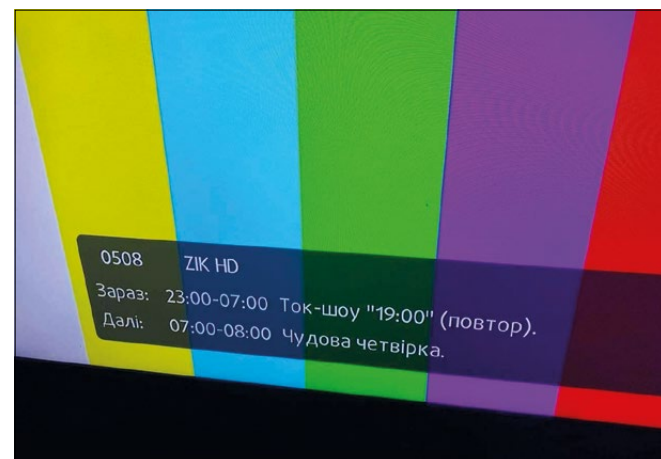 0508 ZIK HD
Зараз: 23:00-07:00 Ток-шоу "19:00" (повтор).
Далі: 07:00-08:00 Чудова четвірка.